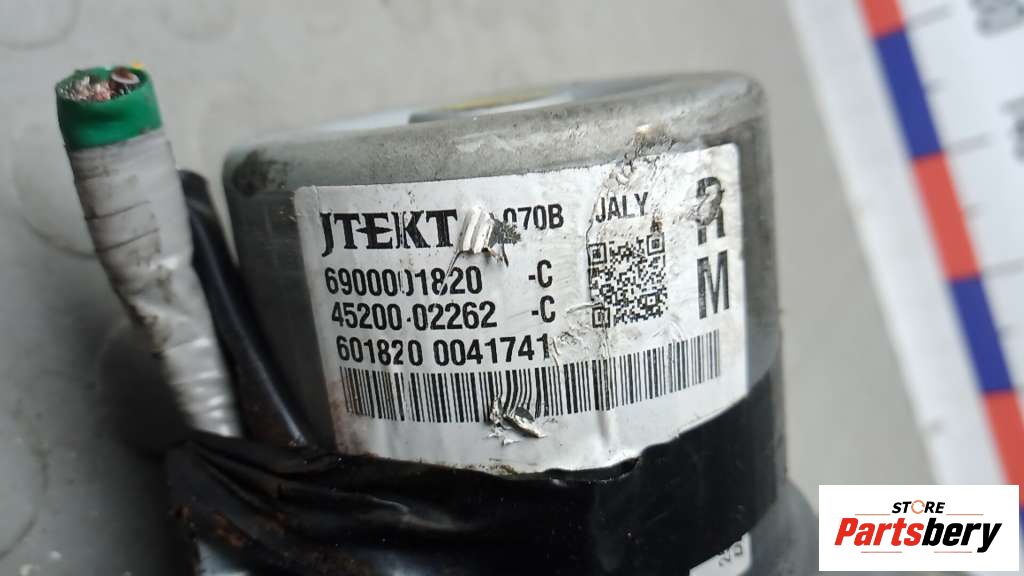 JTEKT 070B JALY
6900001820 -C
45200-02262 -C M
601820 0041741
STORE
Partsbery